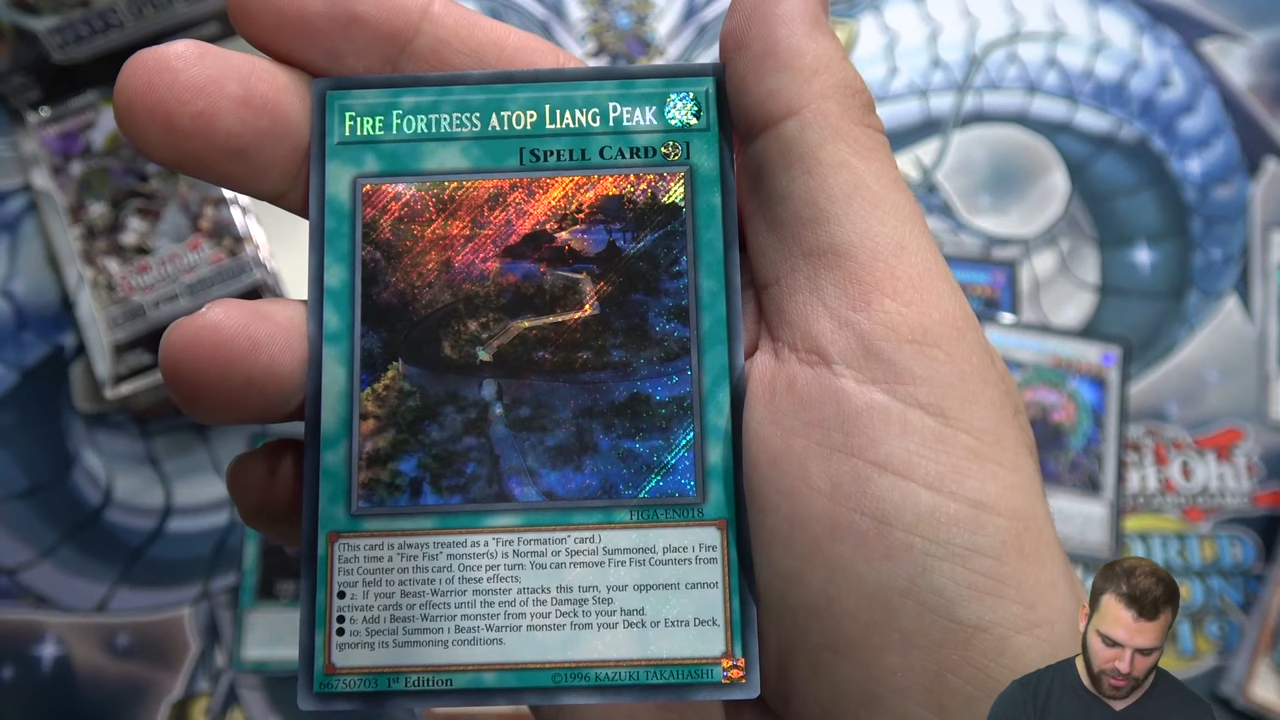 FIRE FORTRESS ATOP LIANG PEAK
[SPELL CARD]
FIGA-EN018
(This card is always treated as a "Fire Formation" card.)
Each time a "Fire Fist" monster(s) is Normal or Special Summoned, place 1 Fire
Fist Counter on this card. Once per turn: You can remove Fire Fist Counters from
your field to activate 1 of these effects;
● 2: If your Beast-Warrior monster attacks this turn, your opponent cannot
activate cards or effects until the end of the Damage Step.
● 6: Add 1 Beast-Warrior monster from your Deck to your hand.
● 10: Special Summon 1 Beast-Warrior monster from your Deck or Extra Deck,
ignoring its Summoning conditions.
66750703 1st Edition
©1996 KAZUKI TAKAHASHI